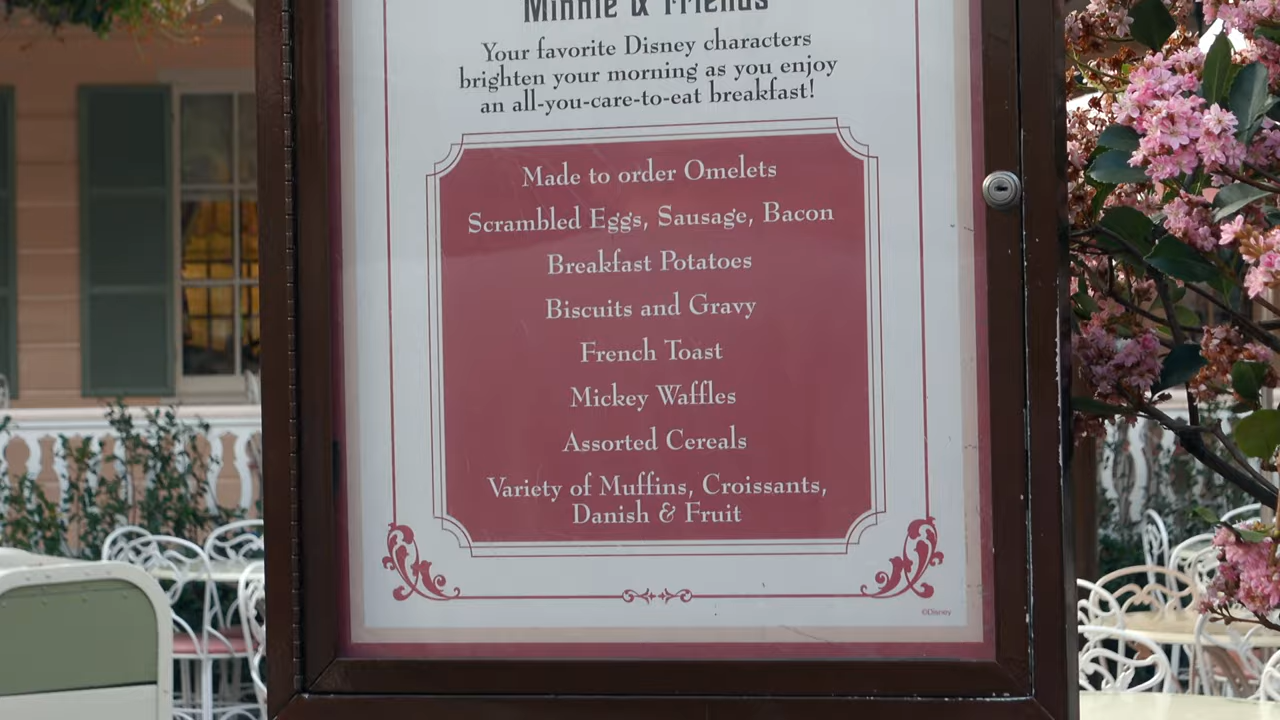 Minnie & Friends
Your favorite Disney characters
brighten your morning as you enjoy
an all-you-care-to-eat breakfast!
Made to order Omelets
Scrambled Eggs, Sausage, Bacon
Breakfast Potatoes
Biscuits and Gravy
French Toast
Mickey Waffles
Assorted Cereals
Variety of Muffins, Croissants,
Danish & Fruit
©Disney